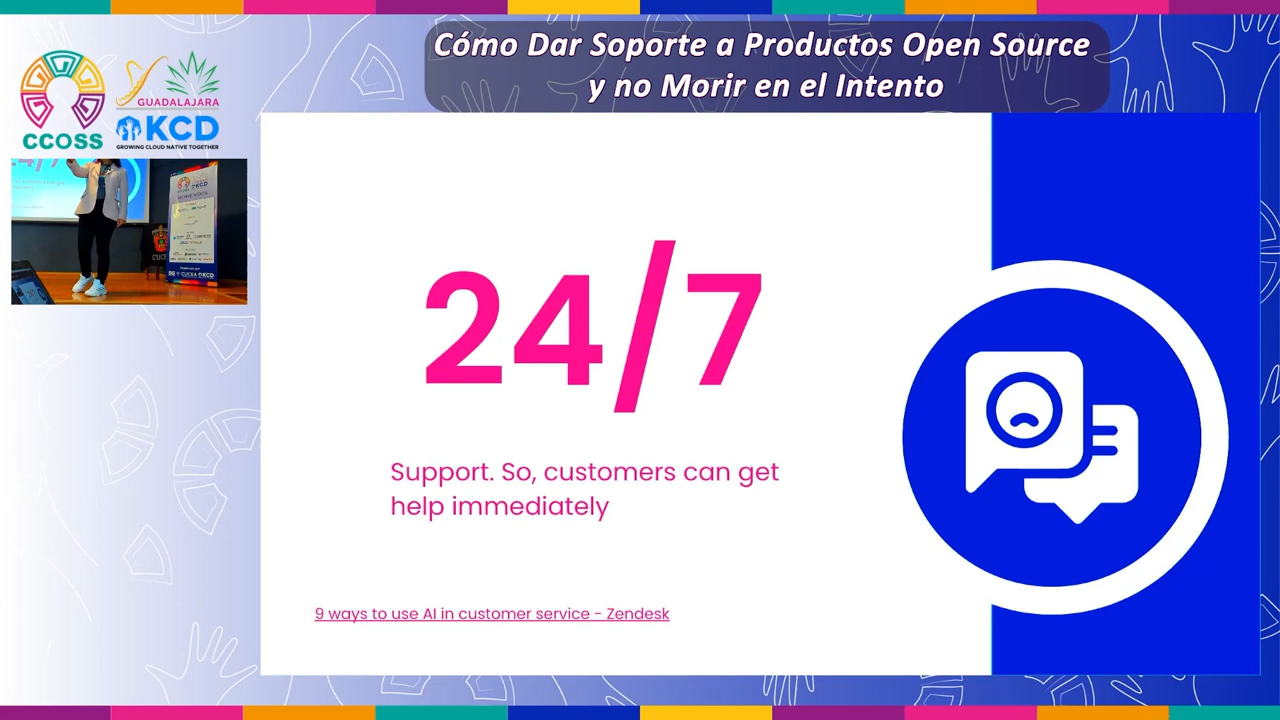 Cómo Dar Soporte a Productos Open Source
y no Morir en el Intento
CCOSS
GUADALAJARA
KCD
GROWING CLOUD NATIVE TOGETHER
24/7
Support. So, customers can get
help immediately
9 ways to use AI in customer service - Zendesk